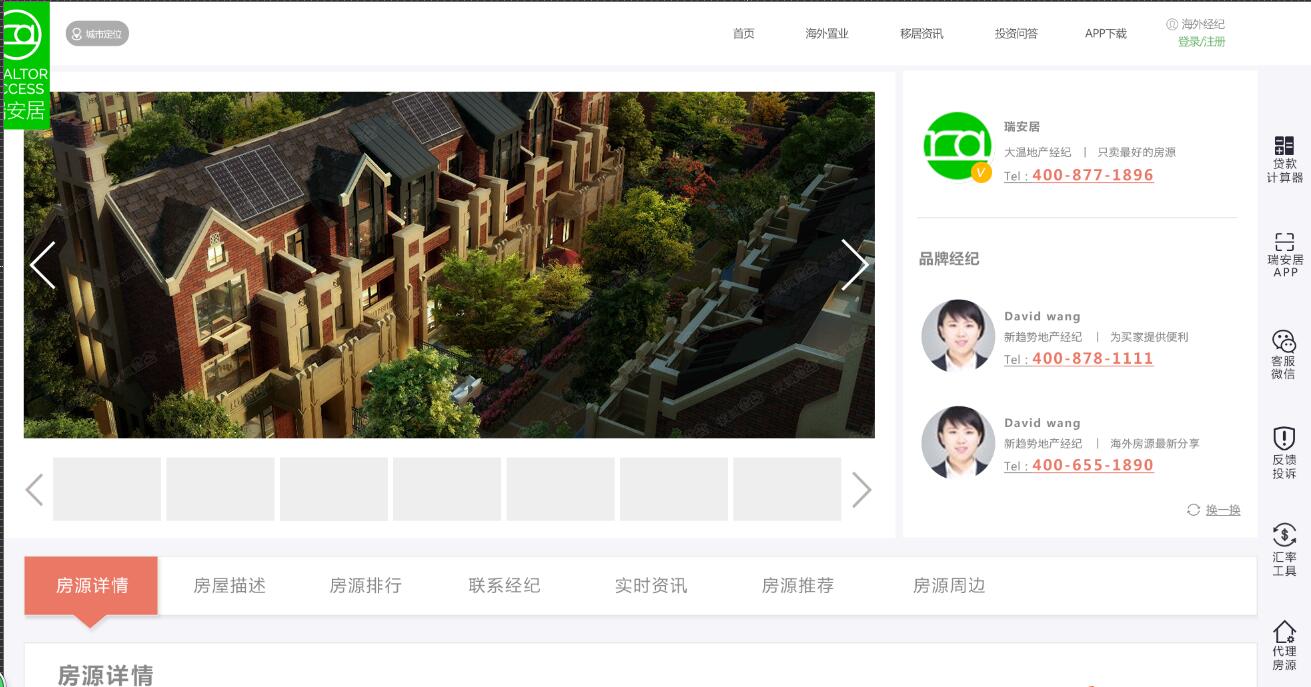 ALTOR
CCESS
安居
城市定位
首页
海外置业
移居资讯
投资问答
APP下载
海外经纪
登录/注册
瑞安居
大温地产经纪 | 只卖最好的房源
Tel : 400-877-1896
品牌经纪
David wang
新趋势地产经纪 | 为买家提供便利
Tel : 400-878-1111
David wang
新趋势地产经纪 | 海外房源最新分享
Tel : 400-655-1890
换一换
贷款
计算器
瑞安居
APP
客服
微信
反馈
投诉
汇率
工具
代理
房源
房源详情
房屋描述
房源排行
联系经纪
实时资讯
房源推荐
房源周边
房源详情